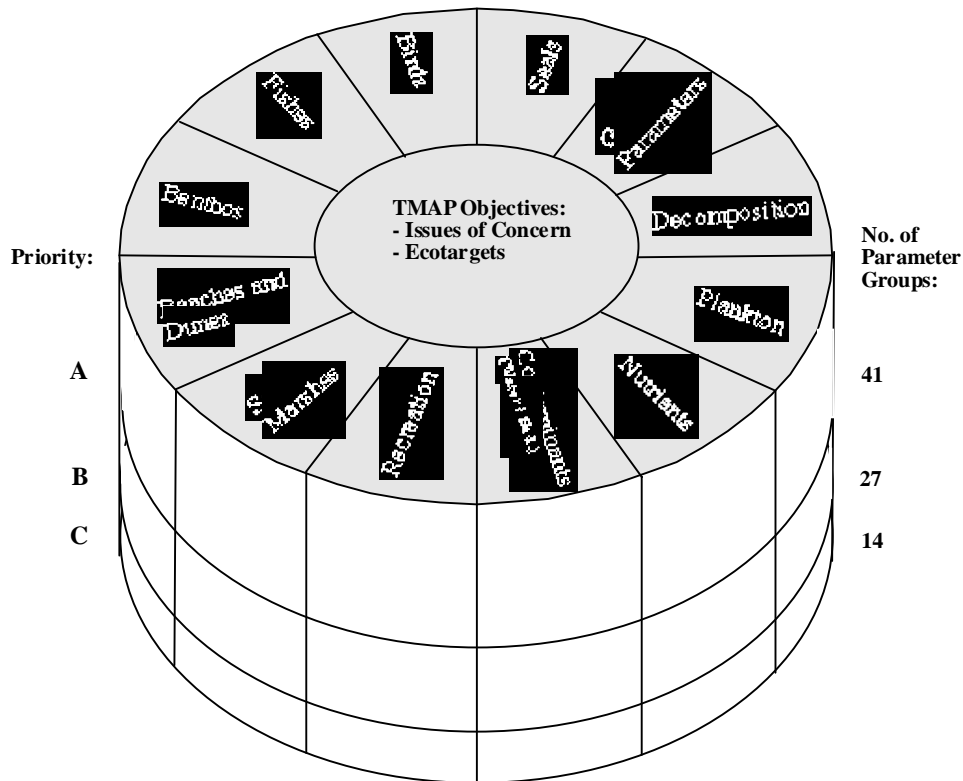 Birds
Seals
Fishes
Parameters
Benthos
Decomposition
TMAP Objectives:
- Issues of Concern
- Ecotargets
Priority:
No. of
Parameter
Groups:
Beaches and
Dunes
Plankton
A
41
S.
Marshes
Recreation
Nutrients
B
27
C
14